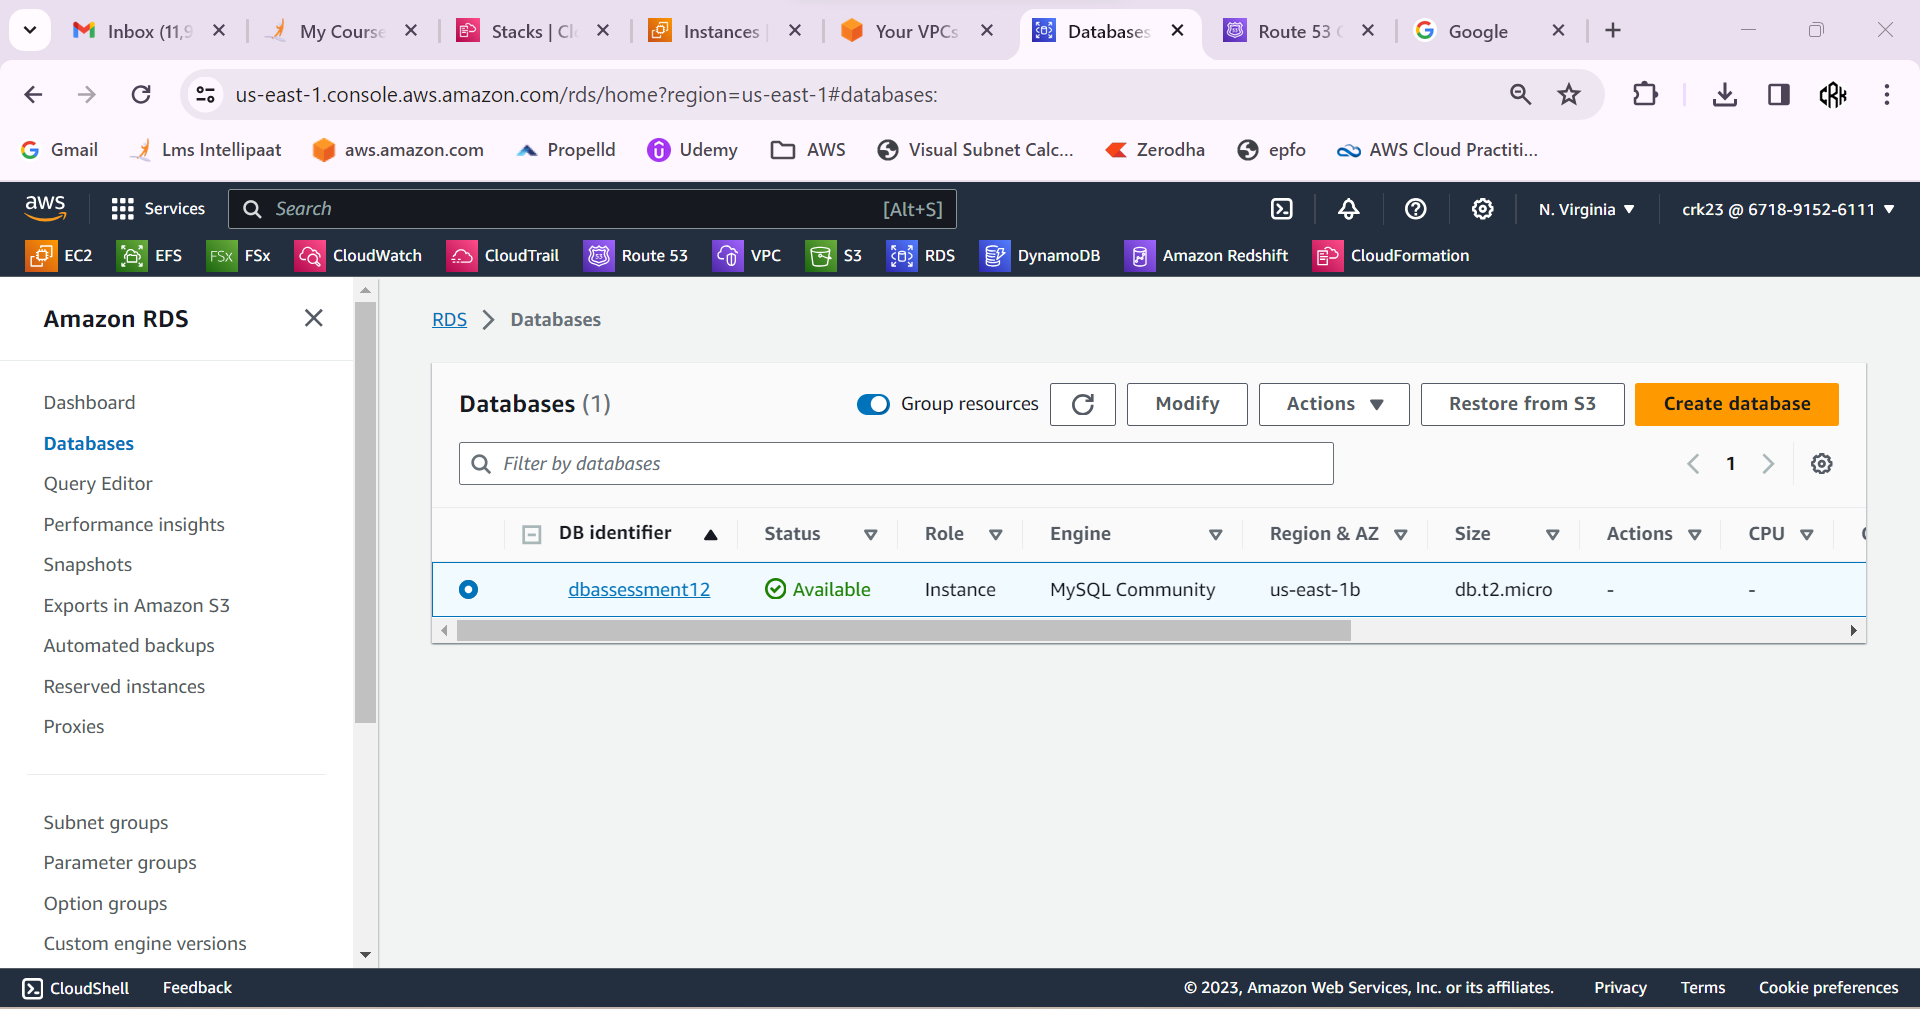 Inbox (11,9
My Course
Stacks | Cl
Instances |
Your VPCs
Databases
Route 53 C
Google
us-east-1.console.aws.amazon.com/rds/home?region=us-east-1#databases:
CRK
Gmail
Lms Intellipaat
aws.amazon.com
Propelld
Udemy
AWS
Visual Subnet Calc...
Zerodha
epfo
AWS Cloud Practiti...
aws
Services
Search
[Alt+S]
N. Virginia
crk23 @ 6718-9152-6111
EC2
EFS
FSx FSx
CloudWatch
CloudTrail
53 Route 53
VPC
S3
RDS
DynamoDB
Amazon Redshift
CloudFormation
Amazon RDS
Dashboard
Databases
Query Editor
Performance insights
Snapshots
Exports in Amazon S3
Automated backups
Reserved instances
Proxies
Subnet groups
Parameter groups
Option groups
Custom engine versions
RDS
Databases
Databases (1)
Group resources
Modify
Actions
Restore from S3
Create database
Filter by databases
1
DB identifier
Status
Role
Engine
Region & AZ
Size
Actions
CPU
dbassessment12
Available
Instance
MySQL Community
us-east-1b
db.t2.micro
-
-
CloudShell
Feedback
© 2023, Amazon Web Services, Inc. or its affiliates.
Privacy
Terms
Cookie preferences